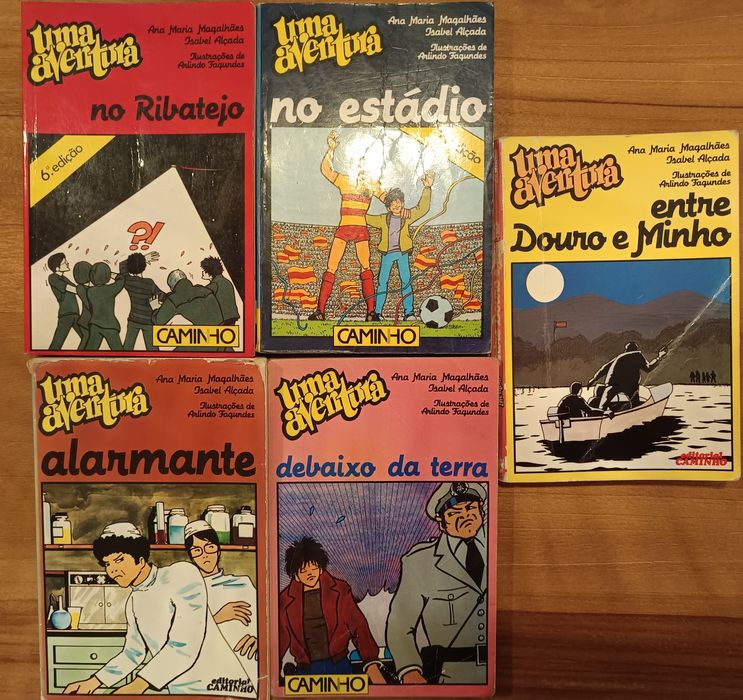 uma
aventura
Ana Maria Magalhães
Isabel Alçada
Ilustrações de
Arlindo Fagundes
no Ribatejo
6.ª edição
?!
CAMINHO
uma
aventura
Ana Maria Magalhães
Isabel Alçada
Ilustrações de
Arlindo Fagundes
no estádio
edição
CAMINHO
uma
aventura
Ana Maria Magalhães
Isabel Alçada
Ilustrações de
Arlindo Fagundes
entre
Douro e Minho
editorial
CAMINHO
uma
aventura
Ana Maria Magalhães
Isabel Alçada
Ilustrações de
Arlindo Fagundes
alarmante
editorial
CAMINHO
uma
aventura
Ana Maria Magalhães
Isabel Alçada
Ilustrações de
Arlindo Fagundes
debaixo da terra
CAMINHO